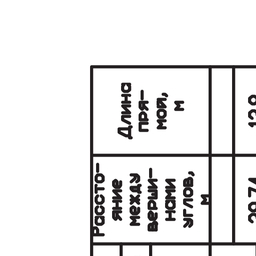 Длина
пря-
мой,
м
Рассто-
яние
между
верши-
нами
углов,
м